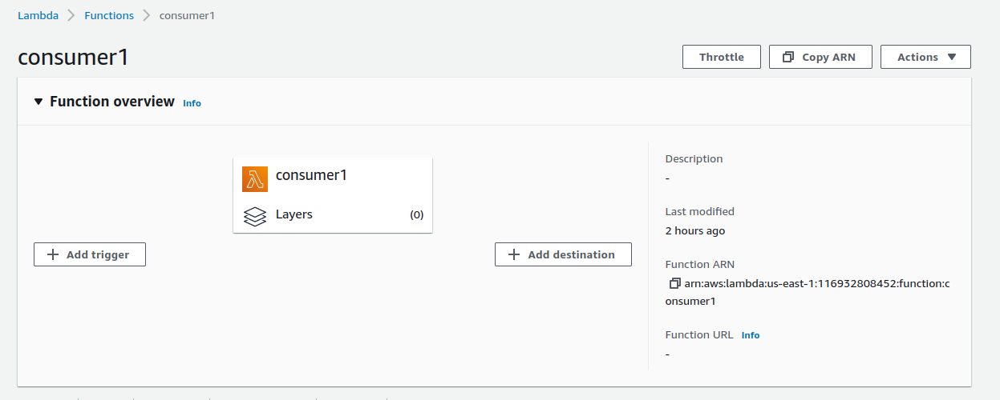 Lambda > Functions > consumer1
consumer1
Throttle
Copy ARN
Actions
Function overview Info
consumer1
Layers (0)
Add trigger
Add destination
Description
-
Last modified
2 hours ago
Function ARN
arn:aws:lambda:us-east-1:116932808452:function:c
onsumer1
Function URL Info
-